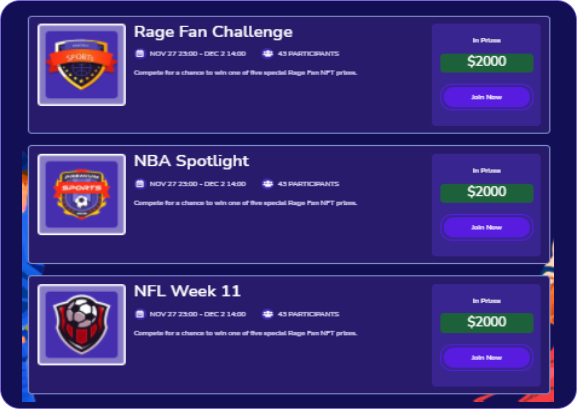 Rage Fan Challenge
NOV 27 23:00 - DEC 2 14:00 43 PARTICIPANTS
Compete for a chance to win one of five special Rage Fan NFT prizes.
In Prizes
$2000
Join Now
SPORTS
NBA Spotlight
NOV 27 23:00 - DEC 2 14:00 43 PARTICIPANTS
Compete for a chance to win one of five special Rage Fan NFT prizes.
In Prizes
$2000
Join Now
SPORTS
NFL Week 11
NOV 27 23:00 - DEC 2 14:00 43 PARTICIPANTS
Compete for a chance to win one of five special Rage Fan NFT prizes.
In Prizes
$2000
Join Now